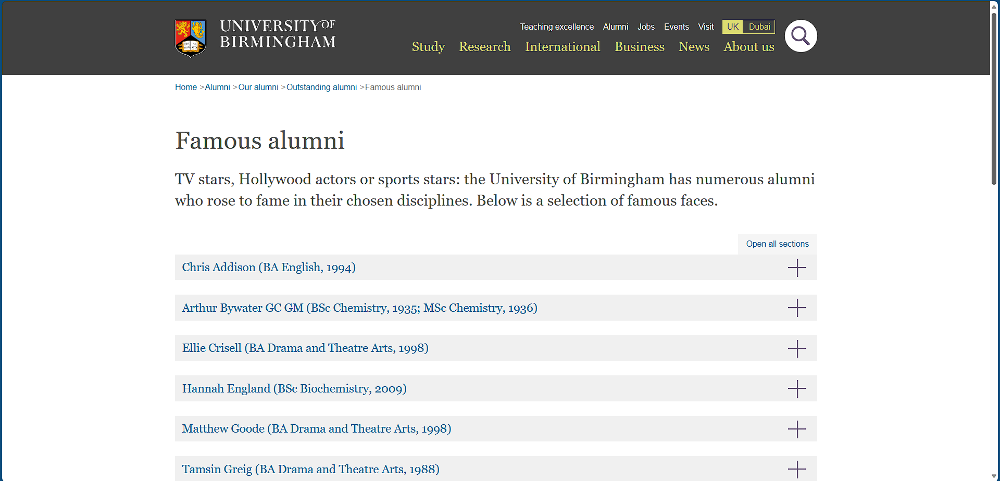 UNIVERSITY OF
BIRMINGHAM
Teaching excellence Alumni Jobs Events Visit UK Dubai
Study Research International Business News About us
Home >Alumni >Our alumni >Outstanding alumni >Famous alumni
Famous alumni
TV stars, Hollywood actors or sports stars: the University of Birmingham has numerous alumni
who rose to fame in their chosen disciplines. Below is a selection of famous faces.
Open all sections
Chris Addison (BA English, 1994)
Arthur Bywater GC GM (BSc Chemistry, 1935; MSc Chemistry, 1936)
Ellie Crisell (BA Drama and Theatre Arts, 1998)
Hannah England (BSc Biochemistry, 2009)
Matthew Goode (BA Drama and Theatre Arts, 1998)
Tamsin Greig (BA Drama and Theatre Arts, 1988)